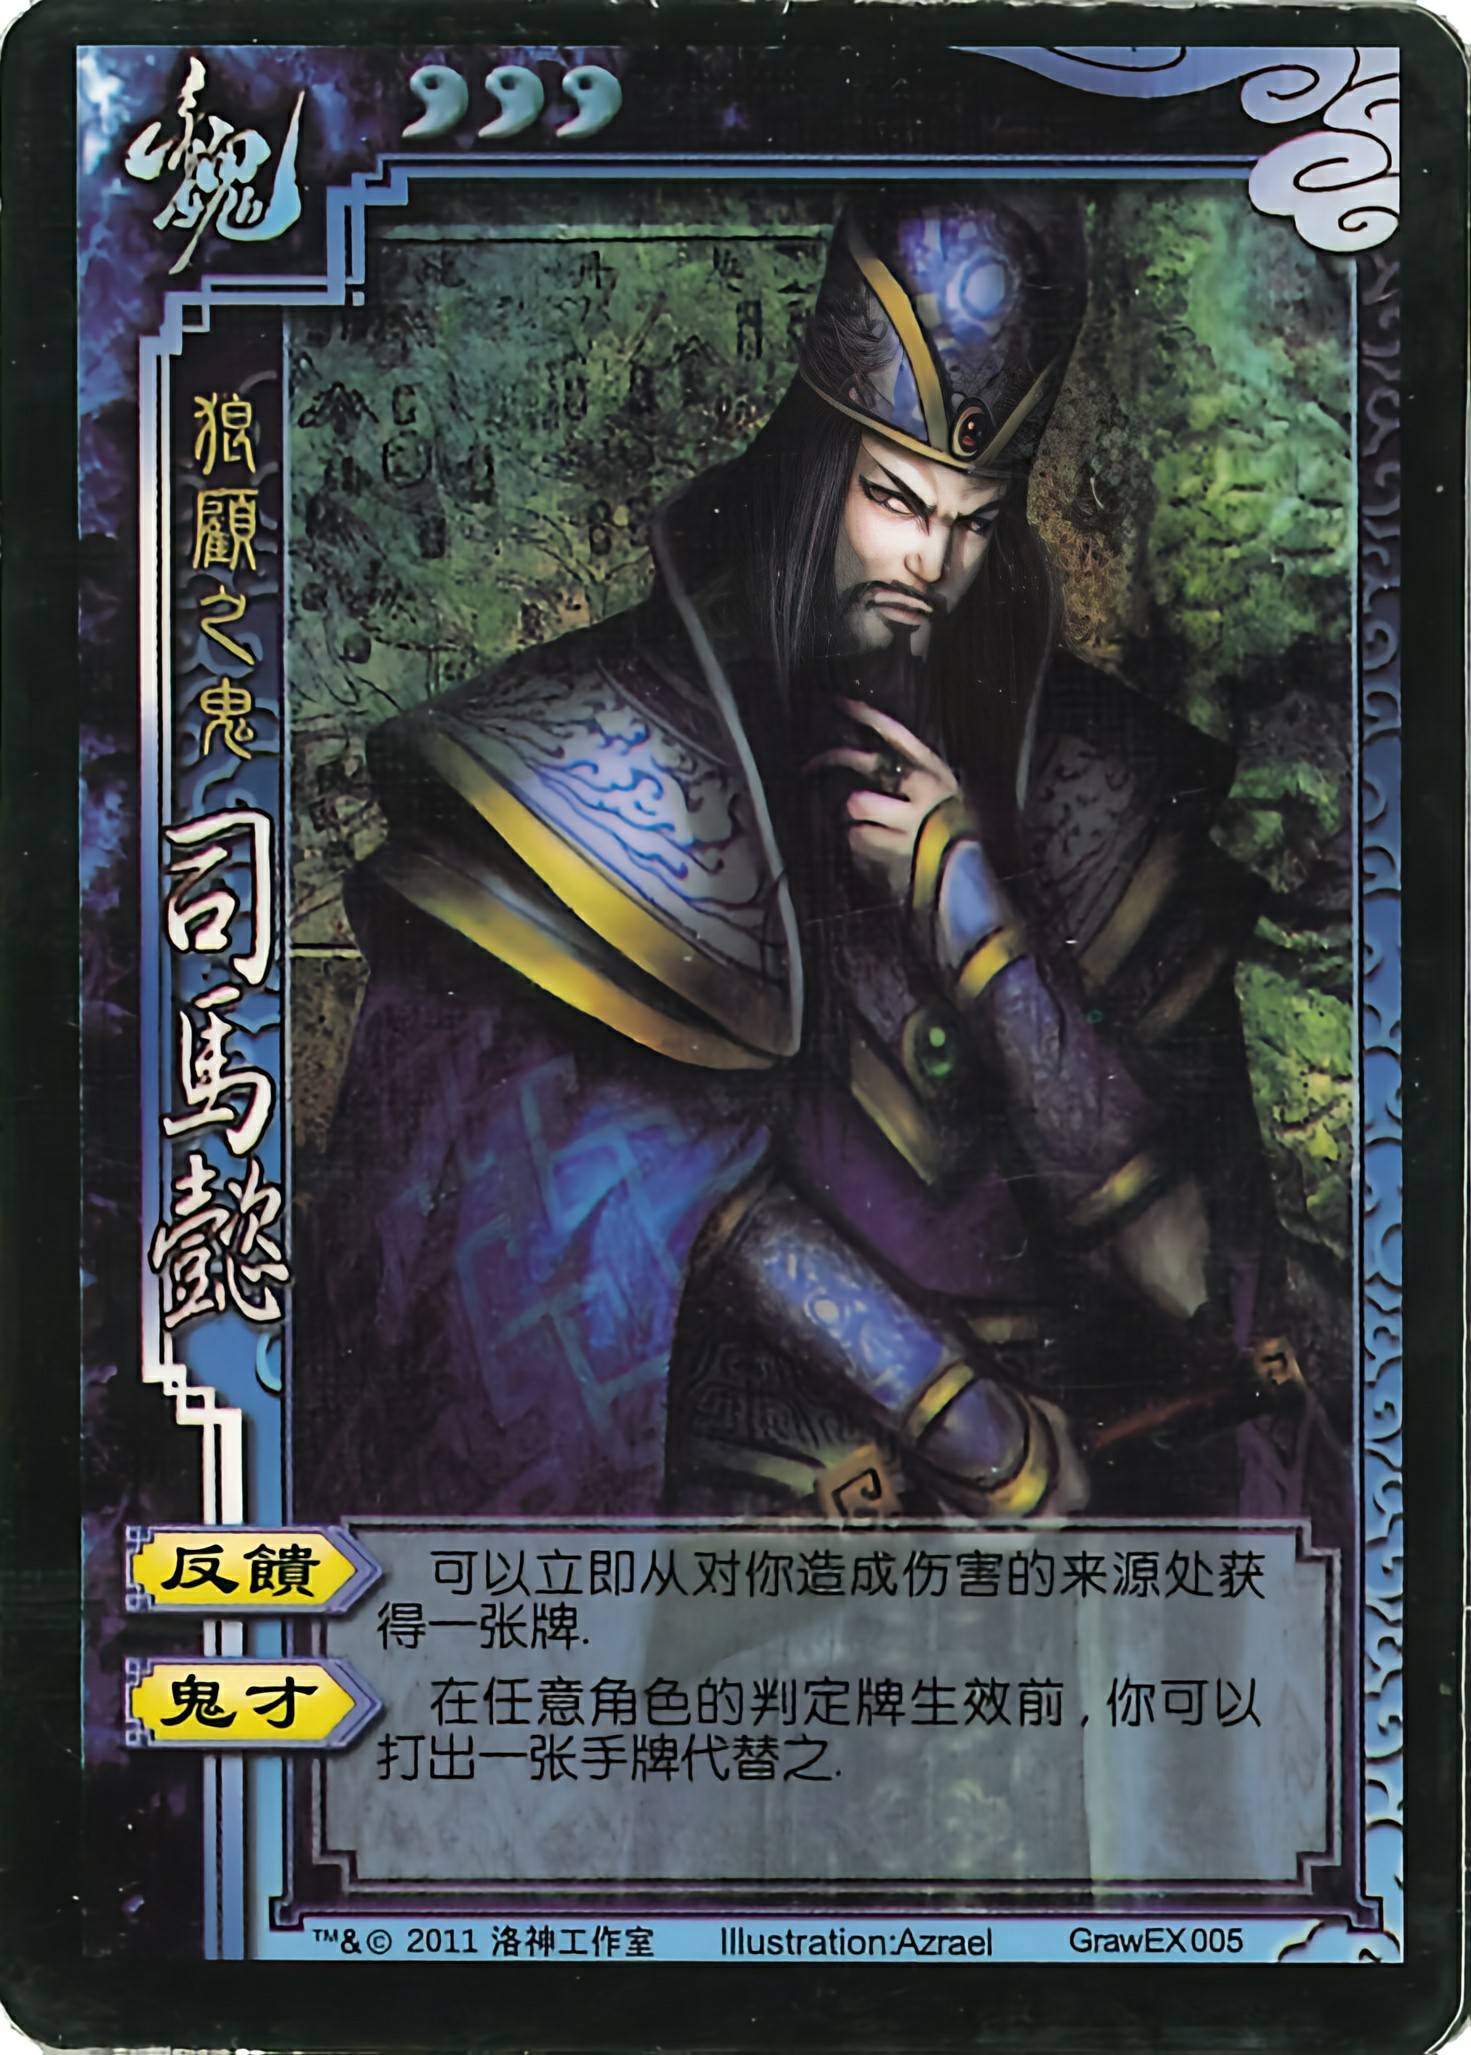 魏
狼顧之鬼
司馬懿
反饋
可以立即从对你造成伤害的来源处获
得一张牌.
鬼才
在任意角色的判定牌生效前,你可以
打出一张手牌代替之.
™&© 2011 洛神工作室 Illustration:Azrael GrawEX005